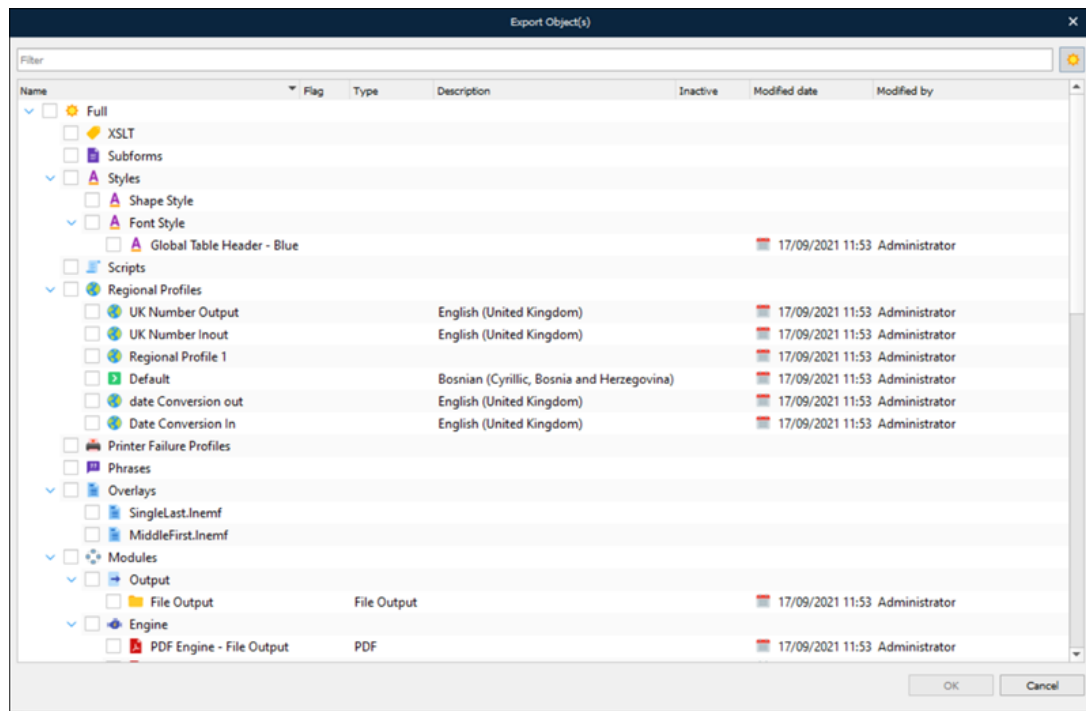 Export Object(s)
Filter
Name Flag Type Description Inactive Modified date Modified by
Full
XSLT
Subforms
Styles
Shape Style
Font Style
Global Table Header - Blue 17/09/2021 11:53 Administrator
Scripts
Regional Profiles
UK Number Output English (United Kingdom) 17/09/2021 11:53 Administrator
UK Number Inout English (United Kingdom) 17/09/2021 11:53 Administrator
Regional Profile 1 17/09/2021 11:53 Administrator
Default Bosnian (Cyrillic, Bosnia and Herzegovina) 17/09/2021 11:53 Administrator
date Conversion out English (United Kingdom) 17/09/2021 11:53 Administrator
Date Conversion In English (United Kingdom) 17/09/2021 11:53 Administrator
Printer Failure Profiles
Phrases
Overlays
SingleLast.lnemf
MiddleFirst.lnemf
Modules
Output
File Output File Output 17/09/2021 11:53 Administrator
Engine
PDF Engine - File Output PDF 17/09/2021 11:53 Administrator
OK Cancel